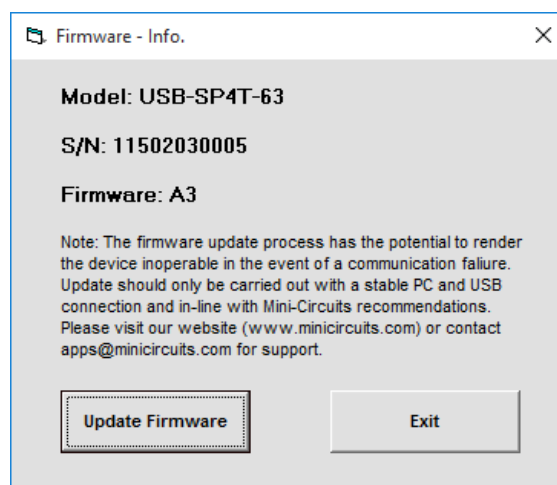 Firmware - Info.
Model: USB-SP4T-63
S/N: 11502030005
Firmware: A3
Note: The firmware update process has the potential to render
the device inoperable in the event of a communication faliure.
Update should only be carried out with a stable PC and USB
connection and in-line with Mini-Circuits recommendations.
Please visit our website (www.minicircuits.com) or contact
apps@minicircuits.com for support.
Update Firmware
Exit